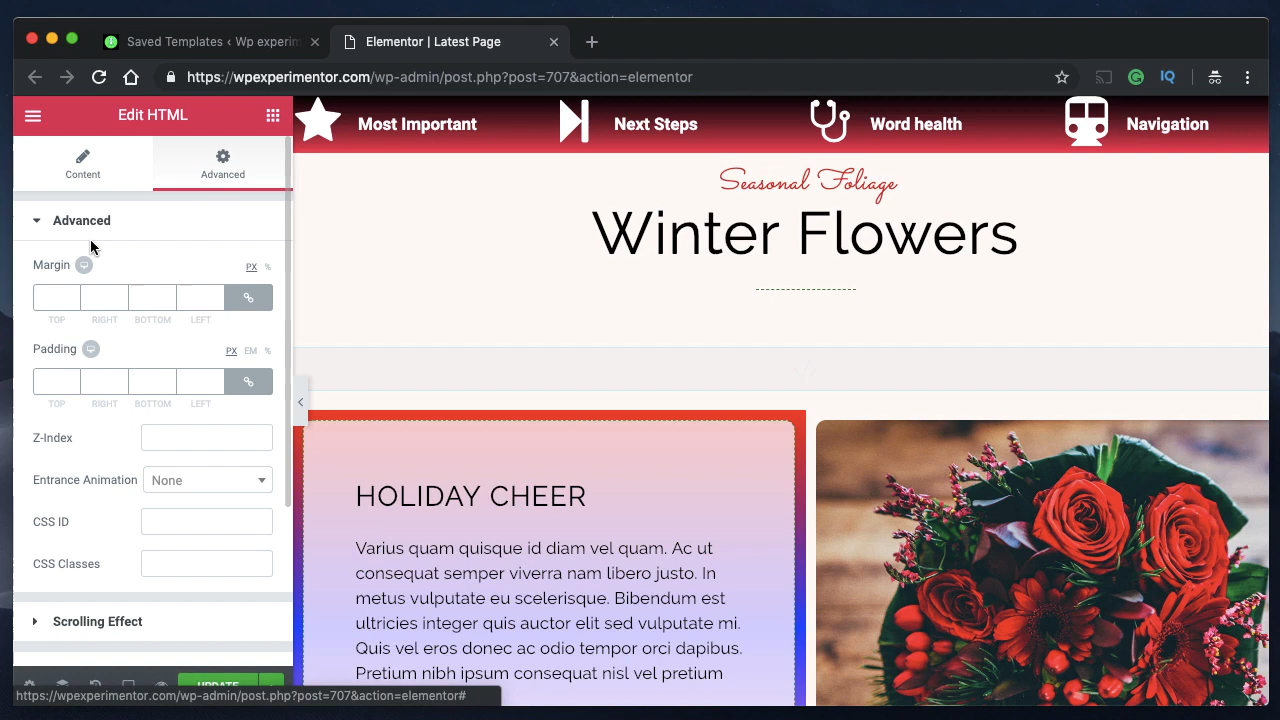 Saved Templates ‹ Wp experim
Elementor | Latest Page
https://wpexperimentor.com/wp-admin/post.php?post=707&action=elementor
IQ
Edit HTML
Content
Advanced
Advanced
Margin
PX %
TOP RIGHT BOTTOM LEFT
Padding
PX EM %
TOP RIGHT BOTTOM LEFT
Z-Index
Entrance Animation None
CSS ID
CSS Classes
Scrolling Effect
UPDATE
https://wpexperimentor.com/wp-admin/post.php?post=707&action=elementor#
Most Important
Next Steps
Word health
Navigation
Seasonal Foliage
Winter Flowers
HOLIDAY CHEER
Varius quam quisque id diam vel quam. Ac ut
consequat semper viverra nam libero justo. In
metus vulputate eu scelerisque. Bibendum est
ultricies integer quis auctor elit sed vulputate mi.
Quis vel eros donec ac odio tempor orci dapibus.
Pretium nibh ipsum consequat nisl vel pretium